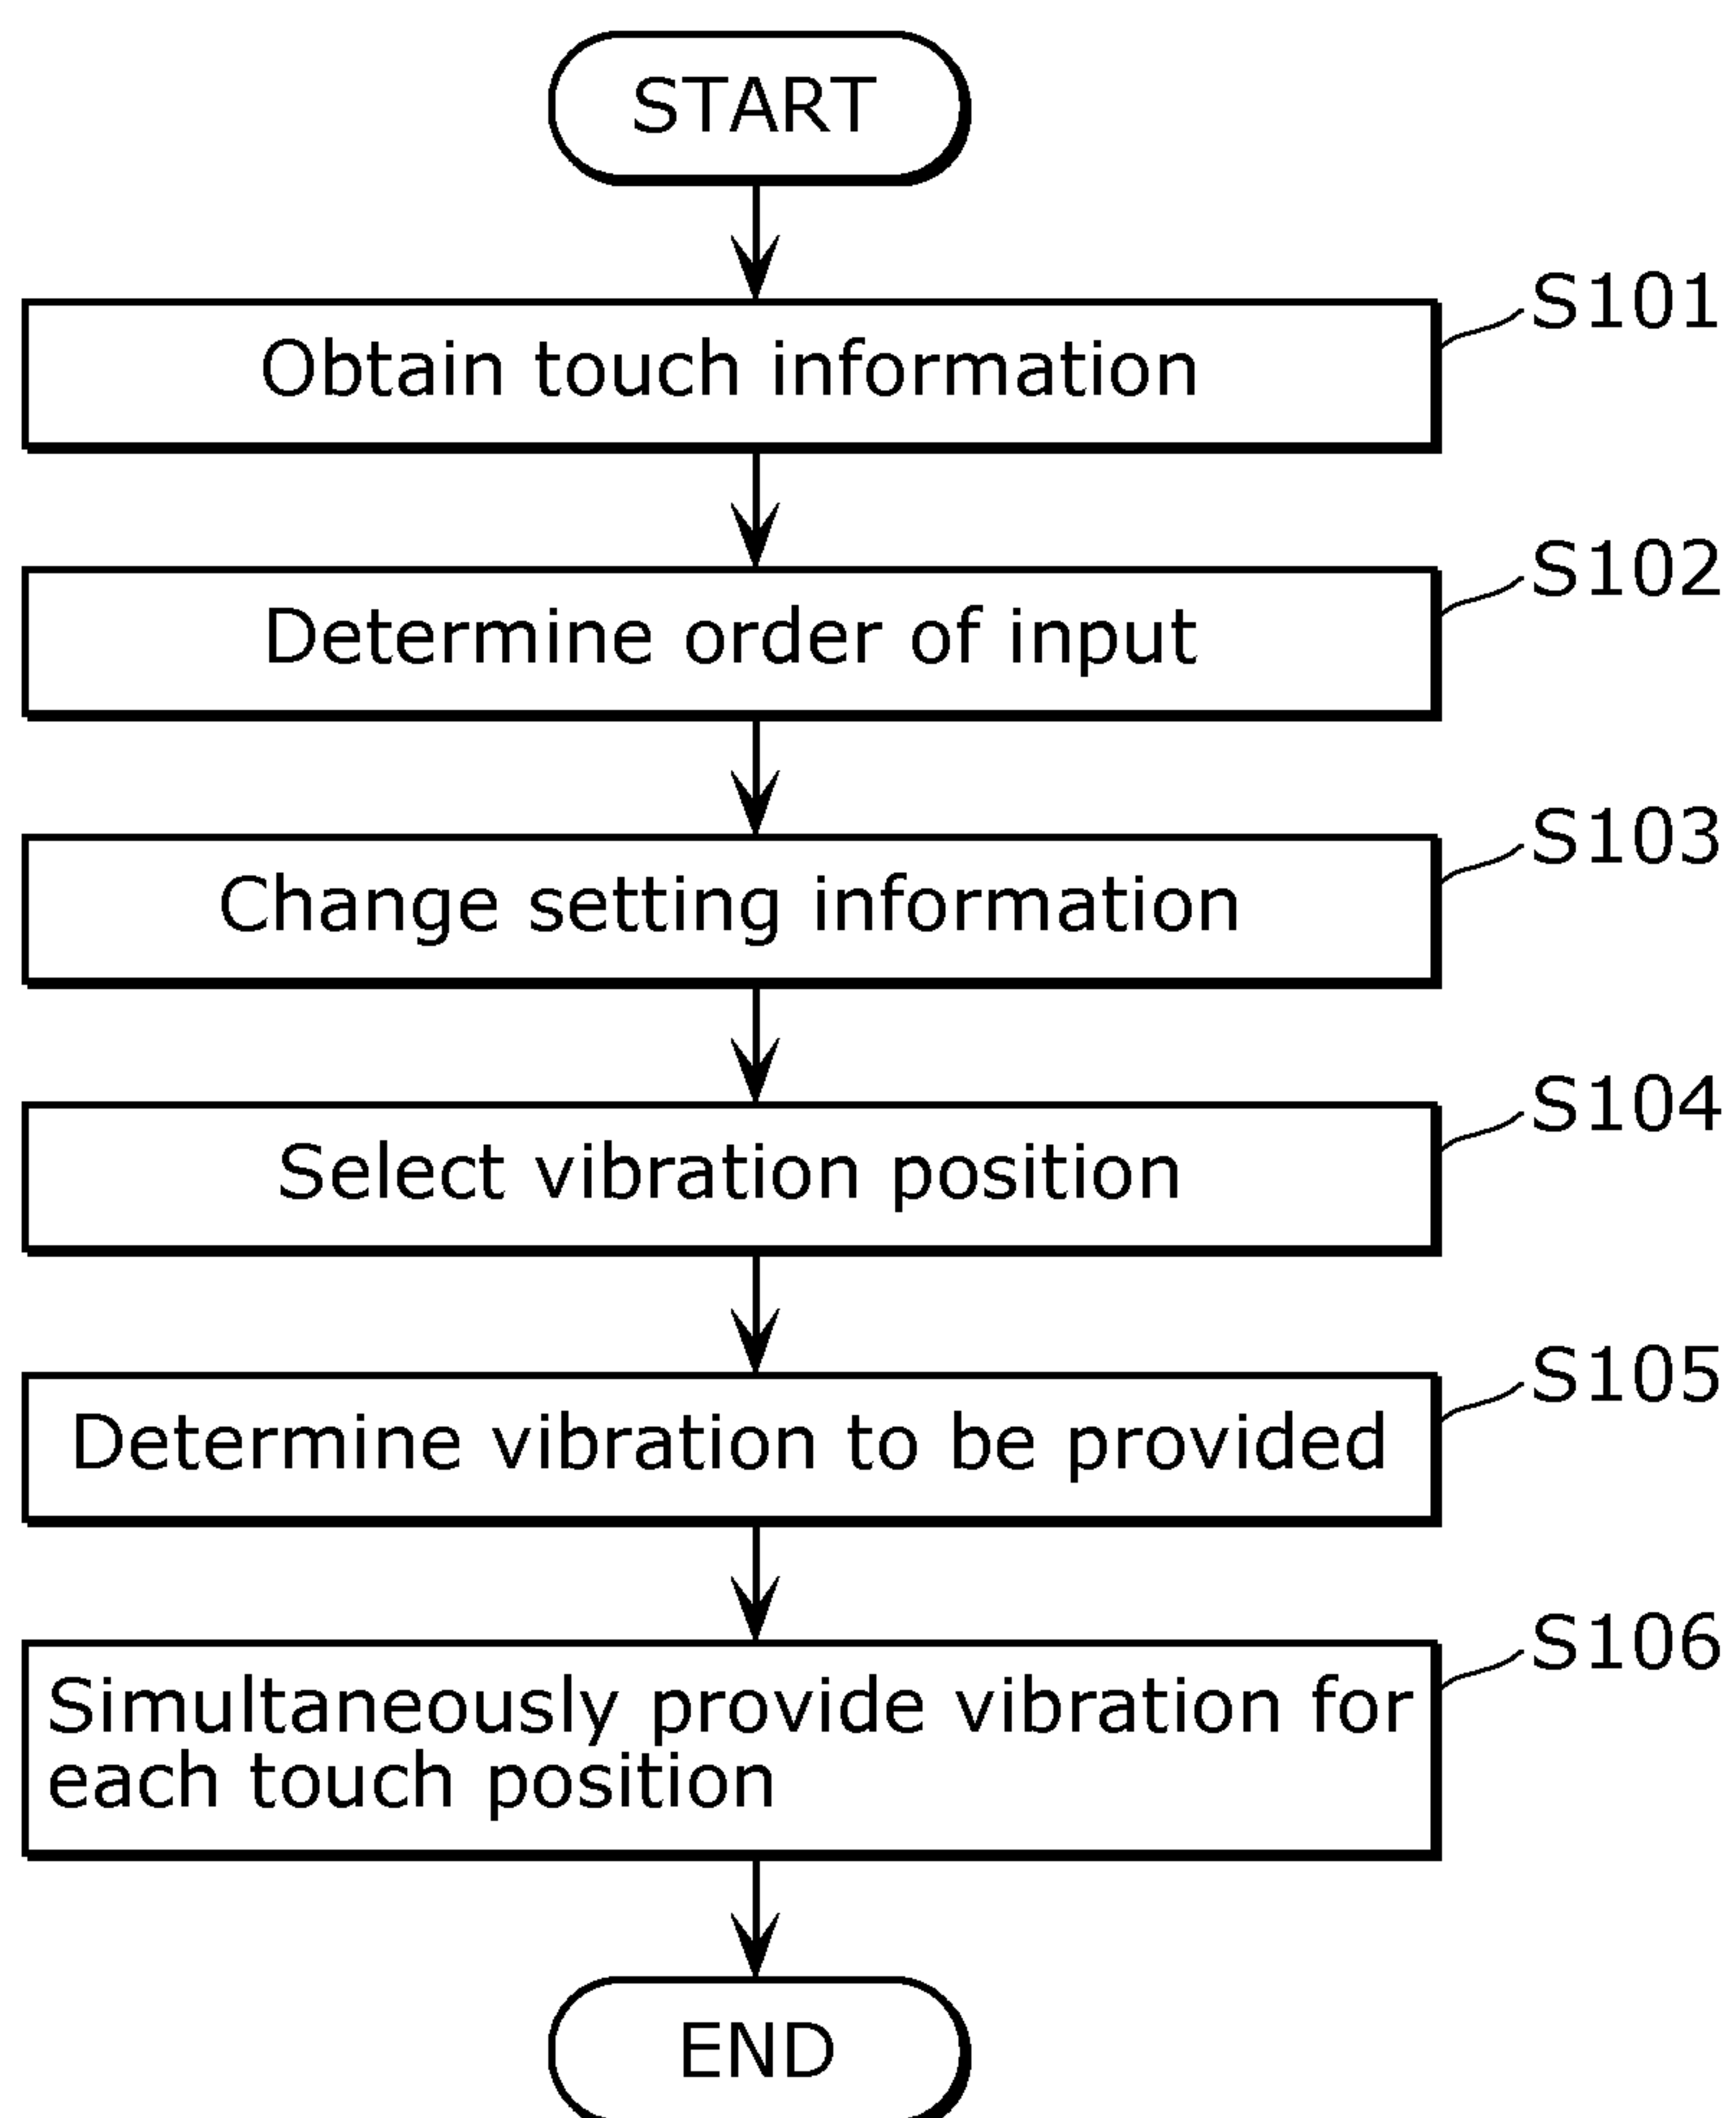 START
S101
Obtain touch information
S102
Determine order of input
S103
Change setting information
S104
Select vibration position
S105
Determine vibration to be provided
S106
Simultaneously provide vibration for
each touch position
END